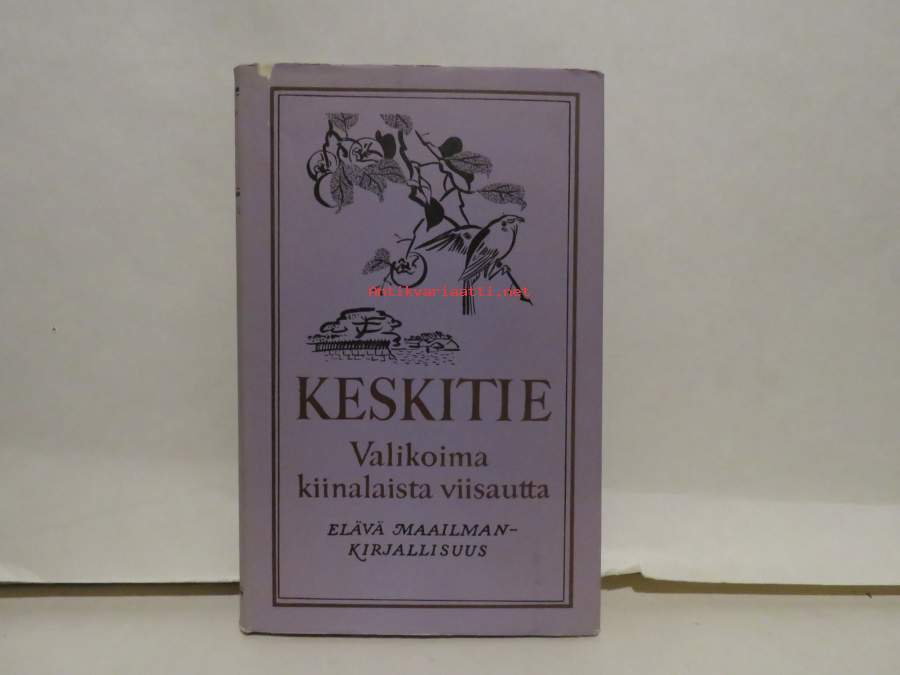 Antikvariaatti.net
KESKITIE
Valikoima
kiinalaista viisautta
ELÄVÄ MAAILMAN-
KIRJALLISUUS